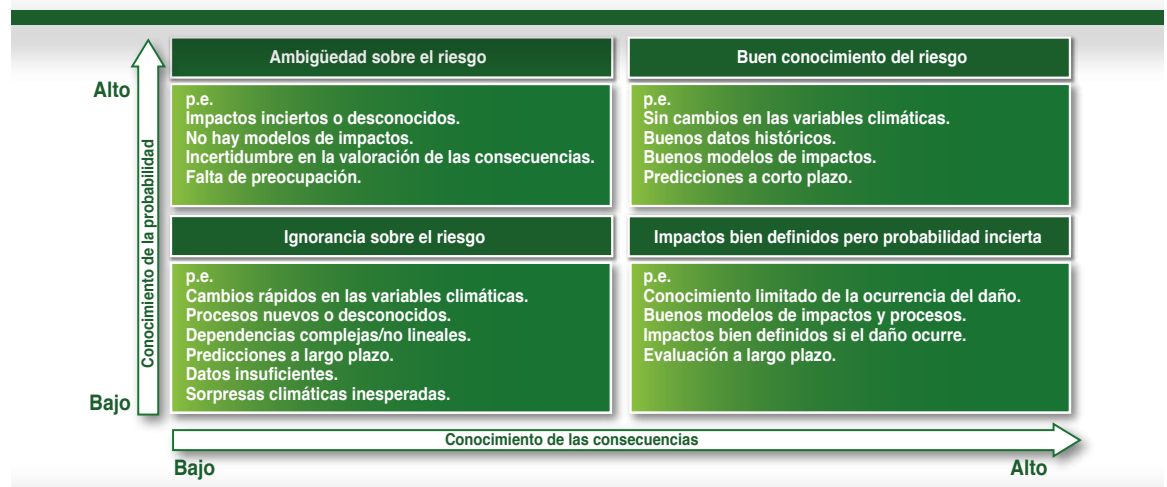 Ambigüedad sobre el riesgo
Buen conocimiento del riesgo
Alto
p.e.
Impactos inciertos o desconocidos.
No hay modelos de impactos.
Incertidumbre en la valoración de las consecuencias.
Falta de preocupación.
p.e.
Sin cambios en las variables climáticas.
Buenos datos históricos.
Buenos modelos de impactos.
Predicciones a corto plazo.
Conocimiento de la probabilidad
Ignorancia sobre el riesgo
Impactos bien definidos pero probabilidad incierta
p.e.
Cambios rápidos en las variables climáticas.
Procesos nuevos o desconocidos.
Dependencias complejas/no lineales.
Predicciones a largo plazo.
Datos insuficientes.
Sorpresas climáticas inesperadas.
p.e.
Conocimiento limitado de la ocurrencia del daño.
Buenos modelos de impactos y procesos.
Impactos bien definidos si el daño ocurre.
Evaluación a largo plazo.
Bajo
Conocimiento de las consecuencias
Bajo
Alto